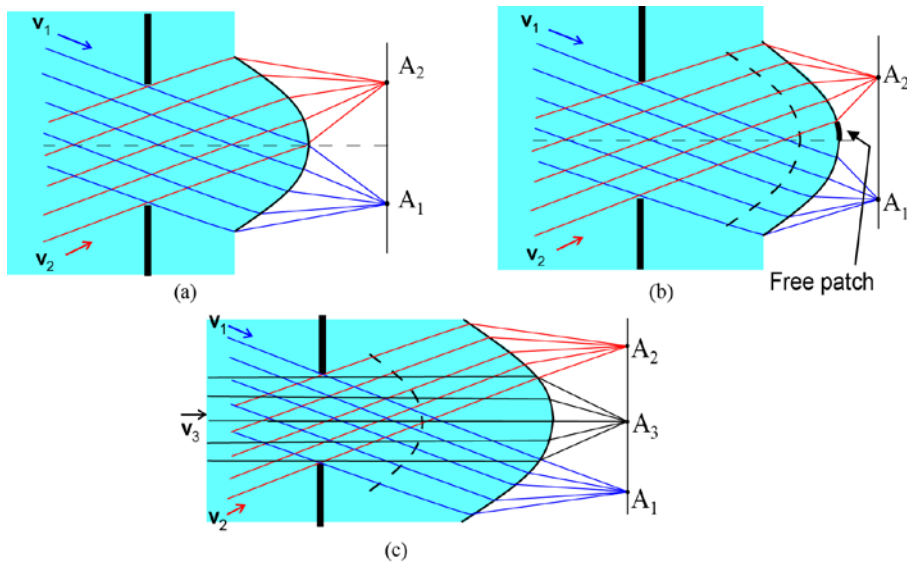 v₁
A₂
A₁
v₂
(a)
v₁
A₂
A₁
v₂
Free patch
(b)
v₁
A₂
v₃
A₃
A₁
v₂
(c)